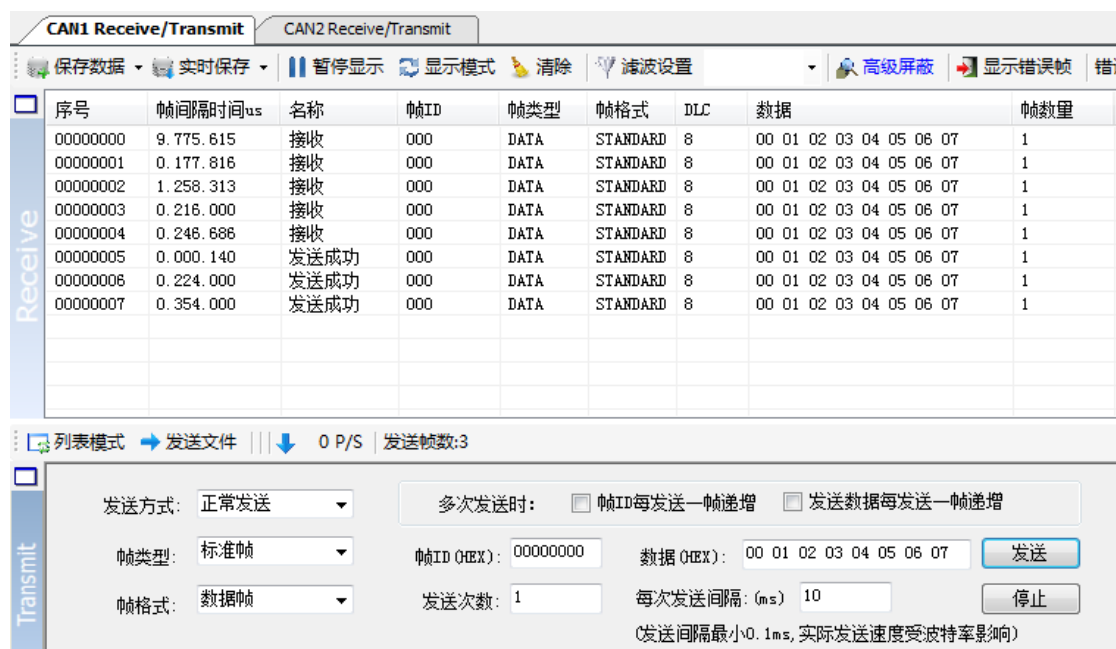 CAN1 Receive/Transmit CAN2 Receive/Transmit
保存数据 实时保存 暂停显示 显示模式 清除 滤波设置 高级屏蔽 显示错误帧 错
序号 帧间隔时间us 名称 帧ID 帧类型 帧格式 DLC 数据 帧数量
00000000 9.775.615 接收 000 DATA STANDARD 8 00 01 02 03 04 05 06 07 1
00000001 0.177.816 接收 000 DATA STANDARD 8 00 01 02 03 04 05 06 07 1
00000002 1.258.313 接收 000 DATA STANDARD 8 00 01 02 03 04 05 06 07 1
00000003 0.216.000 接收 000 DATA STANDARD 8 00 01 02 03 04 05 06 07 1
00000004 0.246.686 接收 000 DATA STANDARD 8 00 01 02 03 04 05 06 07 1
00000005 0.000.140 发送成功 000 DATA STANDARD 8 00 01 02 03 04 05 06 07 1
00000006 0.224.000 发送成功 000 DATA STANDARD 8 00 01 02 03 04 05 06 07 1
00000007 0.354.000 发送成功 000 DATA STANDARD 8 00 01 02 03 04 05 06 07 1
Receive
列表模式 发送文件 0 P/S 发送帧数:3
发送方式: 正常发送 多次发送时: 帧ID每发送一帧递增 发送数据每发送一帧递增
帧类型: 标准帧 帧ID(HEX): 00000000 数据(HEX): 00 01 02 03 04 05 06 07 发送
帧格式: 数据帧 发送次数: 1 每次发送间隔:(ms) 10 停止
(发送间隔最小0.1ms,实际发送速度受波特率影响)
Transmit